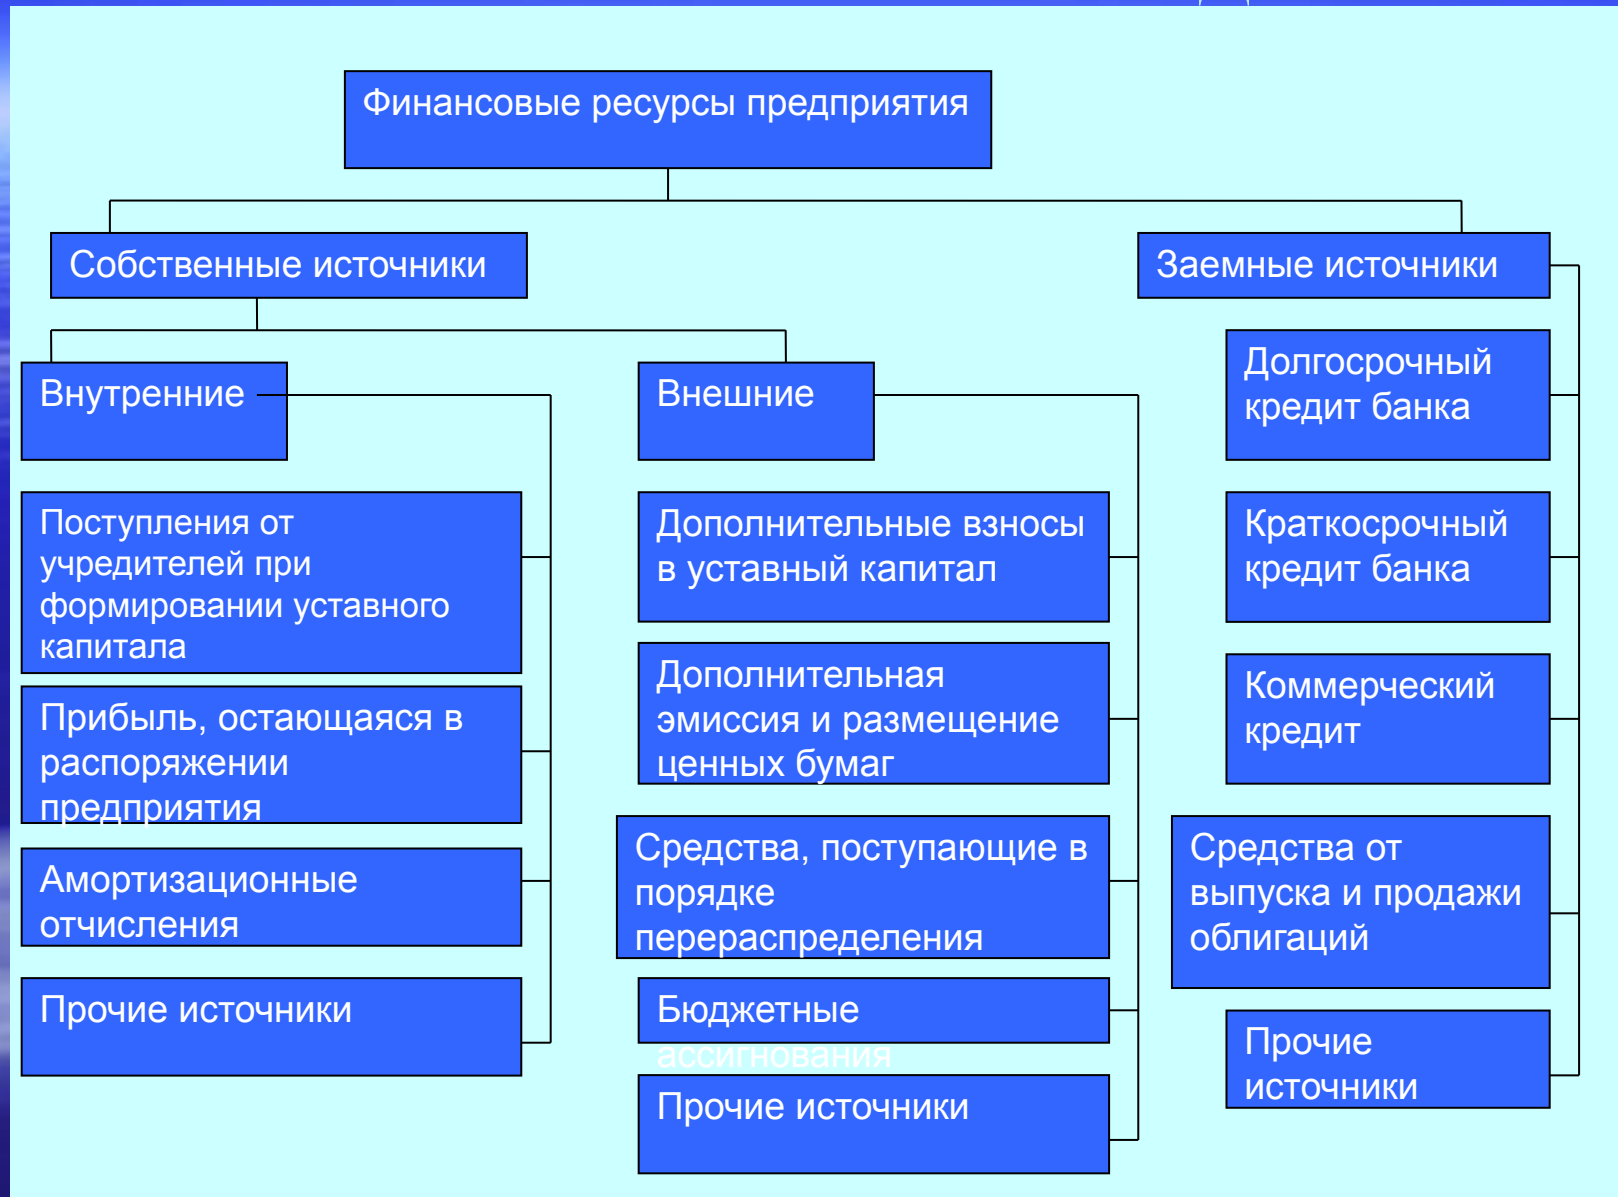 Финансовые ресурсы предприятия
Собственные источники
Заемные источники
Внутренние
Внешние
Долгосрочный
кредит банка
Поступления от
учредителей при
формировании уставного
капитала
Прибыль, остающаяся в
распоряжении
предприятия
Амортизационные
отчисления
Прочие источники
Дополнительные взносы
в уставный капитал
Дополнительная
эмиссия и размещение
ценных бумаг
Средства, поступающие в
порядке
перераспределения
Бюджетные
ассигнования
Прочие источники
Краткосрочный
кредит банка
Коммерческий
кредит
Средства от
выпуска и продажи
облигаций
Прочие
источники